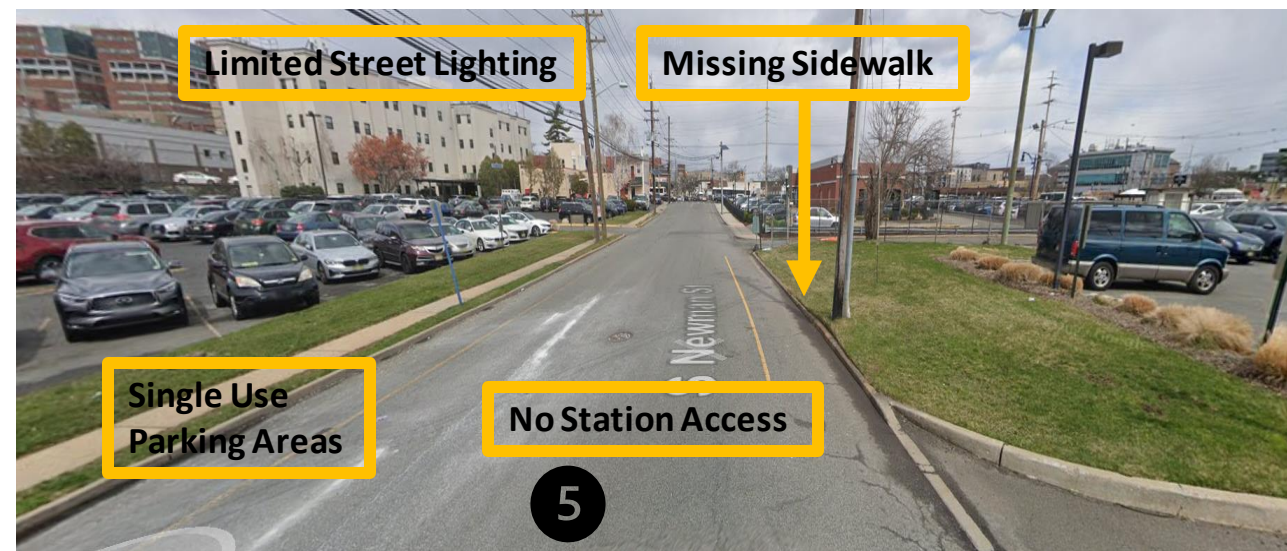 Limited Street Lighting
Missing Sidewalk
S Newman St
Single Use
Parking Areas
No Station Access
5